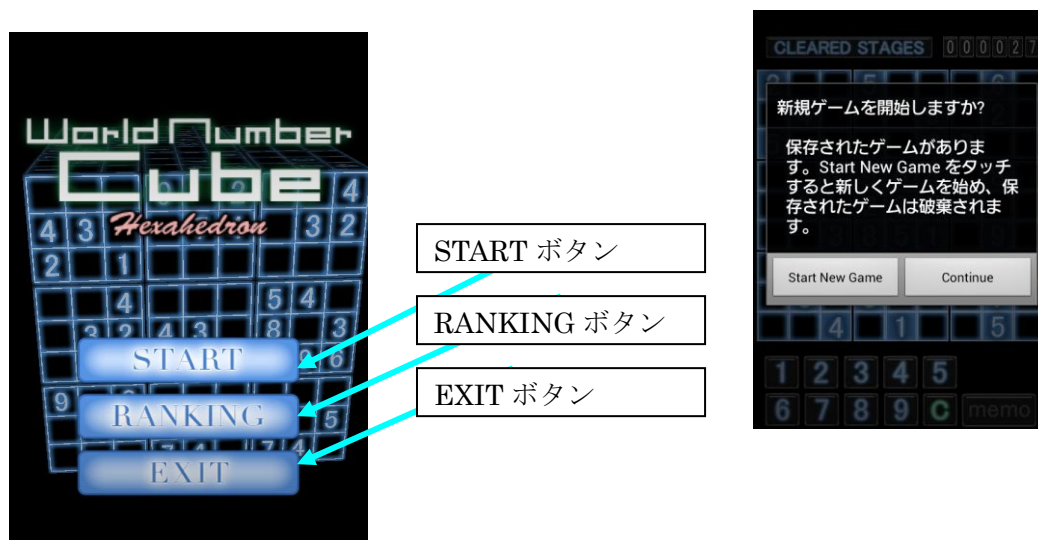 World Number
Cube
Hexahedron
START
RANKING
EXIT
START ボタン
RANKING ボタン
EXIT ボタン
CLEARED STAGES 000027
新規ゲームを開始しますか?
保存されたゲームがありま
す。Start New Game をタッチ
すると新しくゲームを始め、保
存されたゲームは破棄されま
す。
Start New Game Continue
4 1 5
1 2 3 4 5
6 7 8 9 C memo